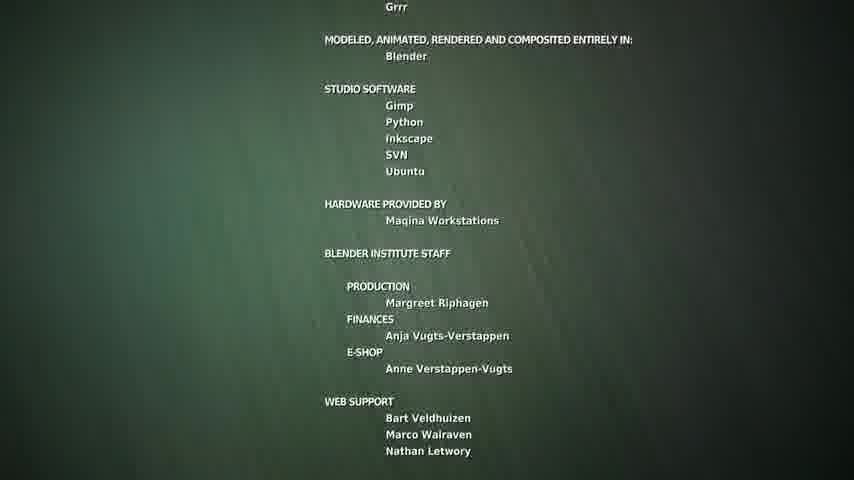 Grrr
MODELED, ANIMATED, RENDERED AND COMPOSITED ENTIRELY IN:
Blender
STUDIO SOFTWARE
Gimp
Python
Inkscape
SVN
Ubuntu
HARDWARE PROVIDED BY
Maqina Workstations
BLENDER INSTITUTE STAFF
PRODUCTION
Margreet Riphagen
FINANCES
Anja Vugts-Verstappen
E-SHOP
Anne Verstappen-Vugts
WEB SUPPORT
Bart Veldhuizen
Marco Walraven
Nathan Letwory